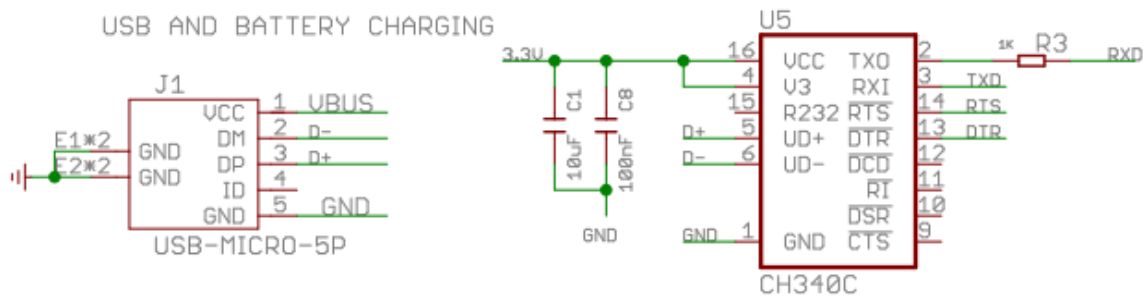 USB AND BATTERY CHARGING
J1
VCC 1 VBUS
DM 2 D-
DP 3 D+
ID 4
GND 5 GND
E1*2 GND
E2*2 GND
USB-MICRO-5P
3.3V
C1
10uF
C8
100nF
GND
U5
16 VCC TXO 2 1K R3 RXD
4 V3 RXI 3 TXD
15 R232 RTS 14 RTS
D+ 5 UD+ DTR 13 DTR
D- 6 UD- DCD 12
RI 11
DSR 10
GND 1 GND CTS 9
CH340C